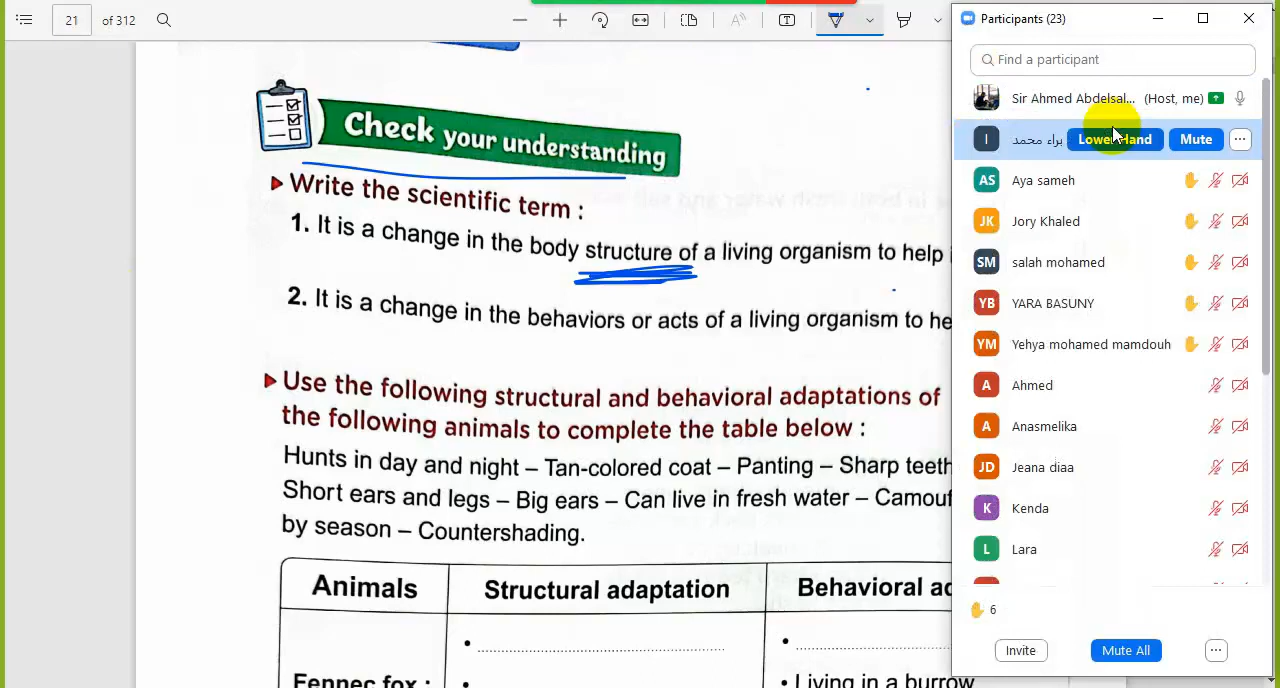 21 of 312
Check your understanding
Write the scientific term :
1. It is a change in the body structure of a living organism to help
2. It is a change in the behaviors or acts of a living organism to he
Use the following structural and behavioral adaptations of
the following animals to complete the table below :
Hunts in day and night – Tan-colored coat – Panting – Sharp teeth
Short ears and legs – Big ears – Can live in fresh water – Camouf
by season – Countershading.
Animals Structural adaptation Behavioral ad
Fennec fox : • Living in a burrow
Participants (23)
Find a participant
Sir Ahmed Abdelsal... (Host, me)
I براء محمد Lower Hand Mute
AS Aya sameh
JK Jory Khaled
SM salah mohamed
YB YARA BASUNY
YM Yehya mohamed mamdouh
A Ahmed
A Anasmelika
JD Jeana diaa
K Kenda
L Lara
6
Invite Mute All